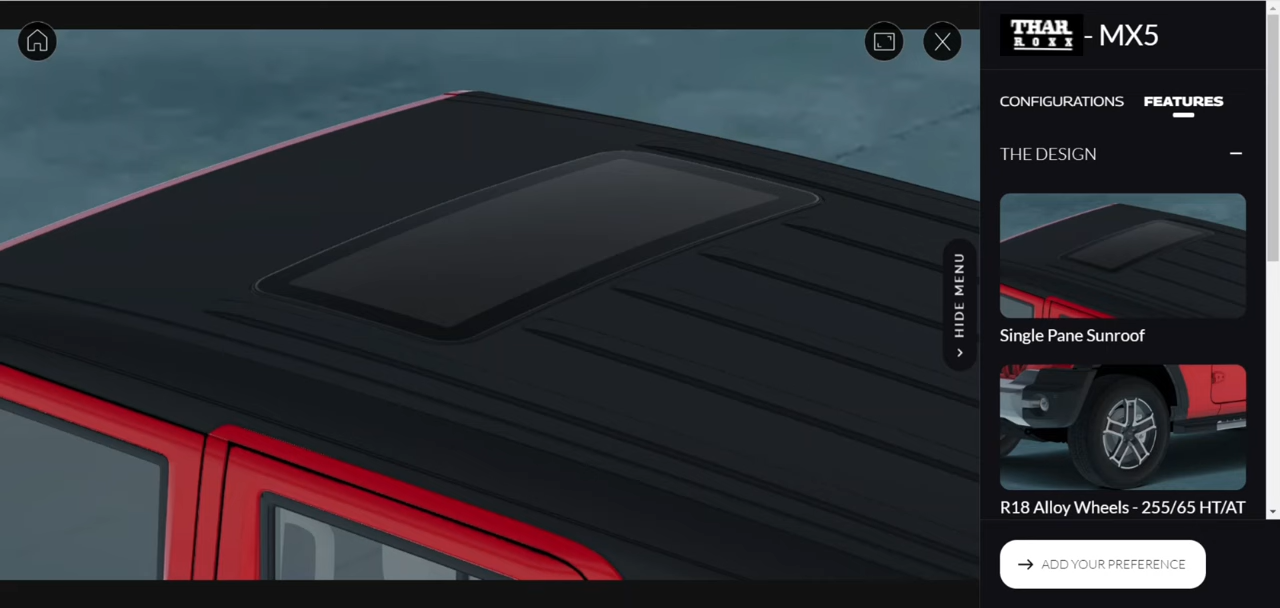 THAR
ROXX
- MX5
CONFIGURATIONS FEATURES
THE DESIGN
Single Pane Sunroof
HIDE MENU
R18 Alloy Wheels - 255/65 HT/AT
ADD YOUR PREFERENCE